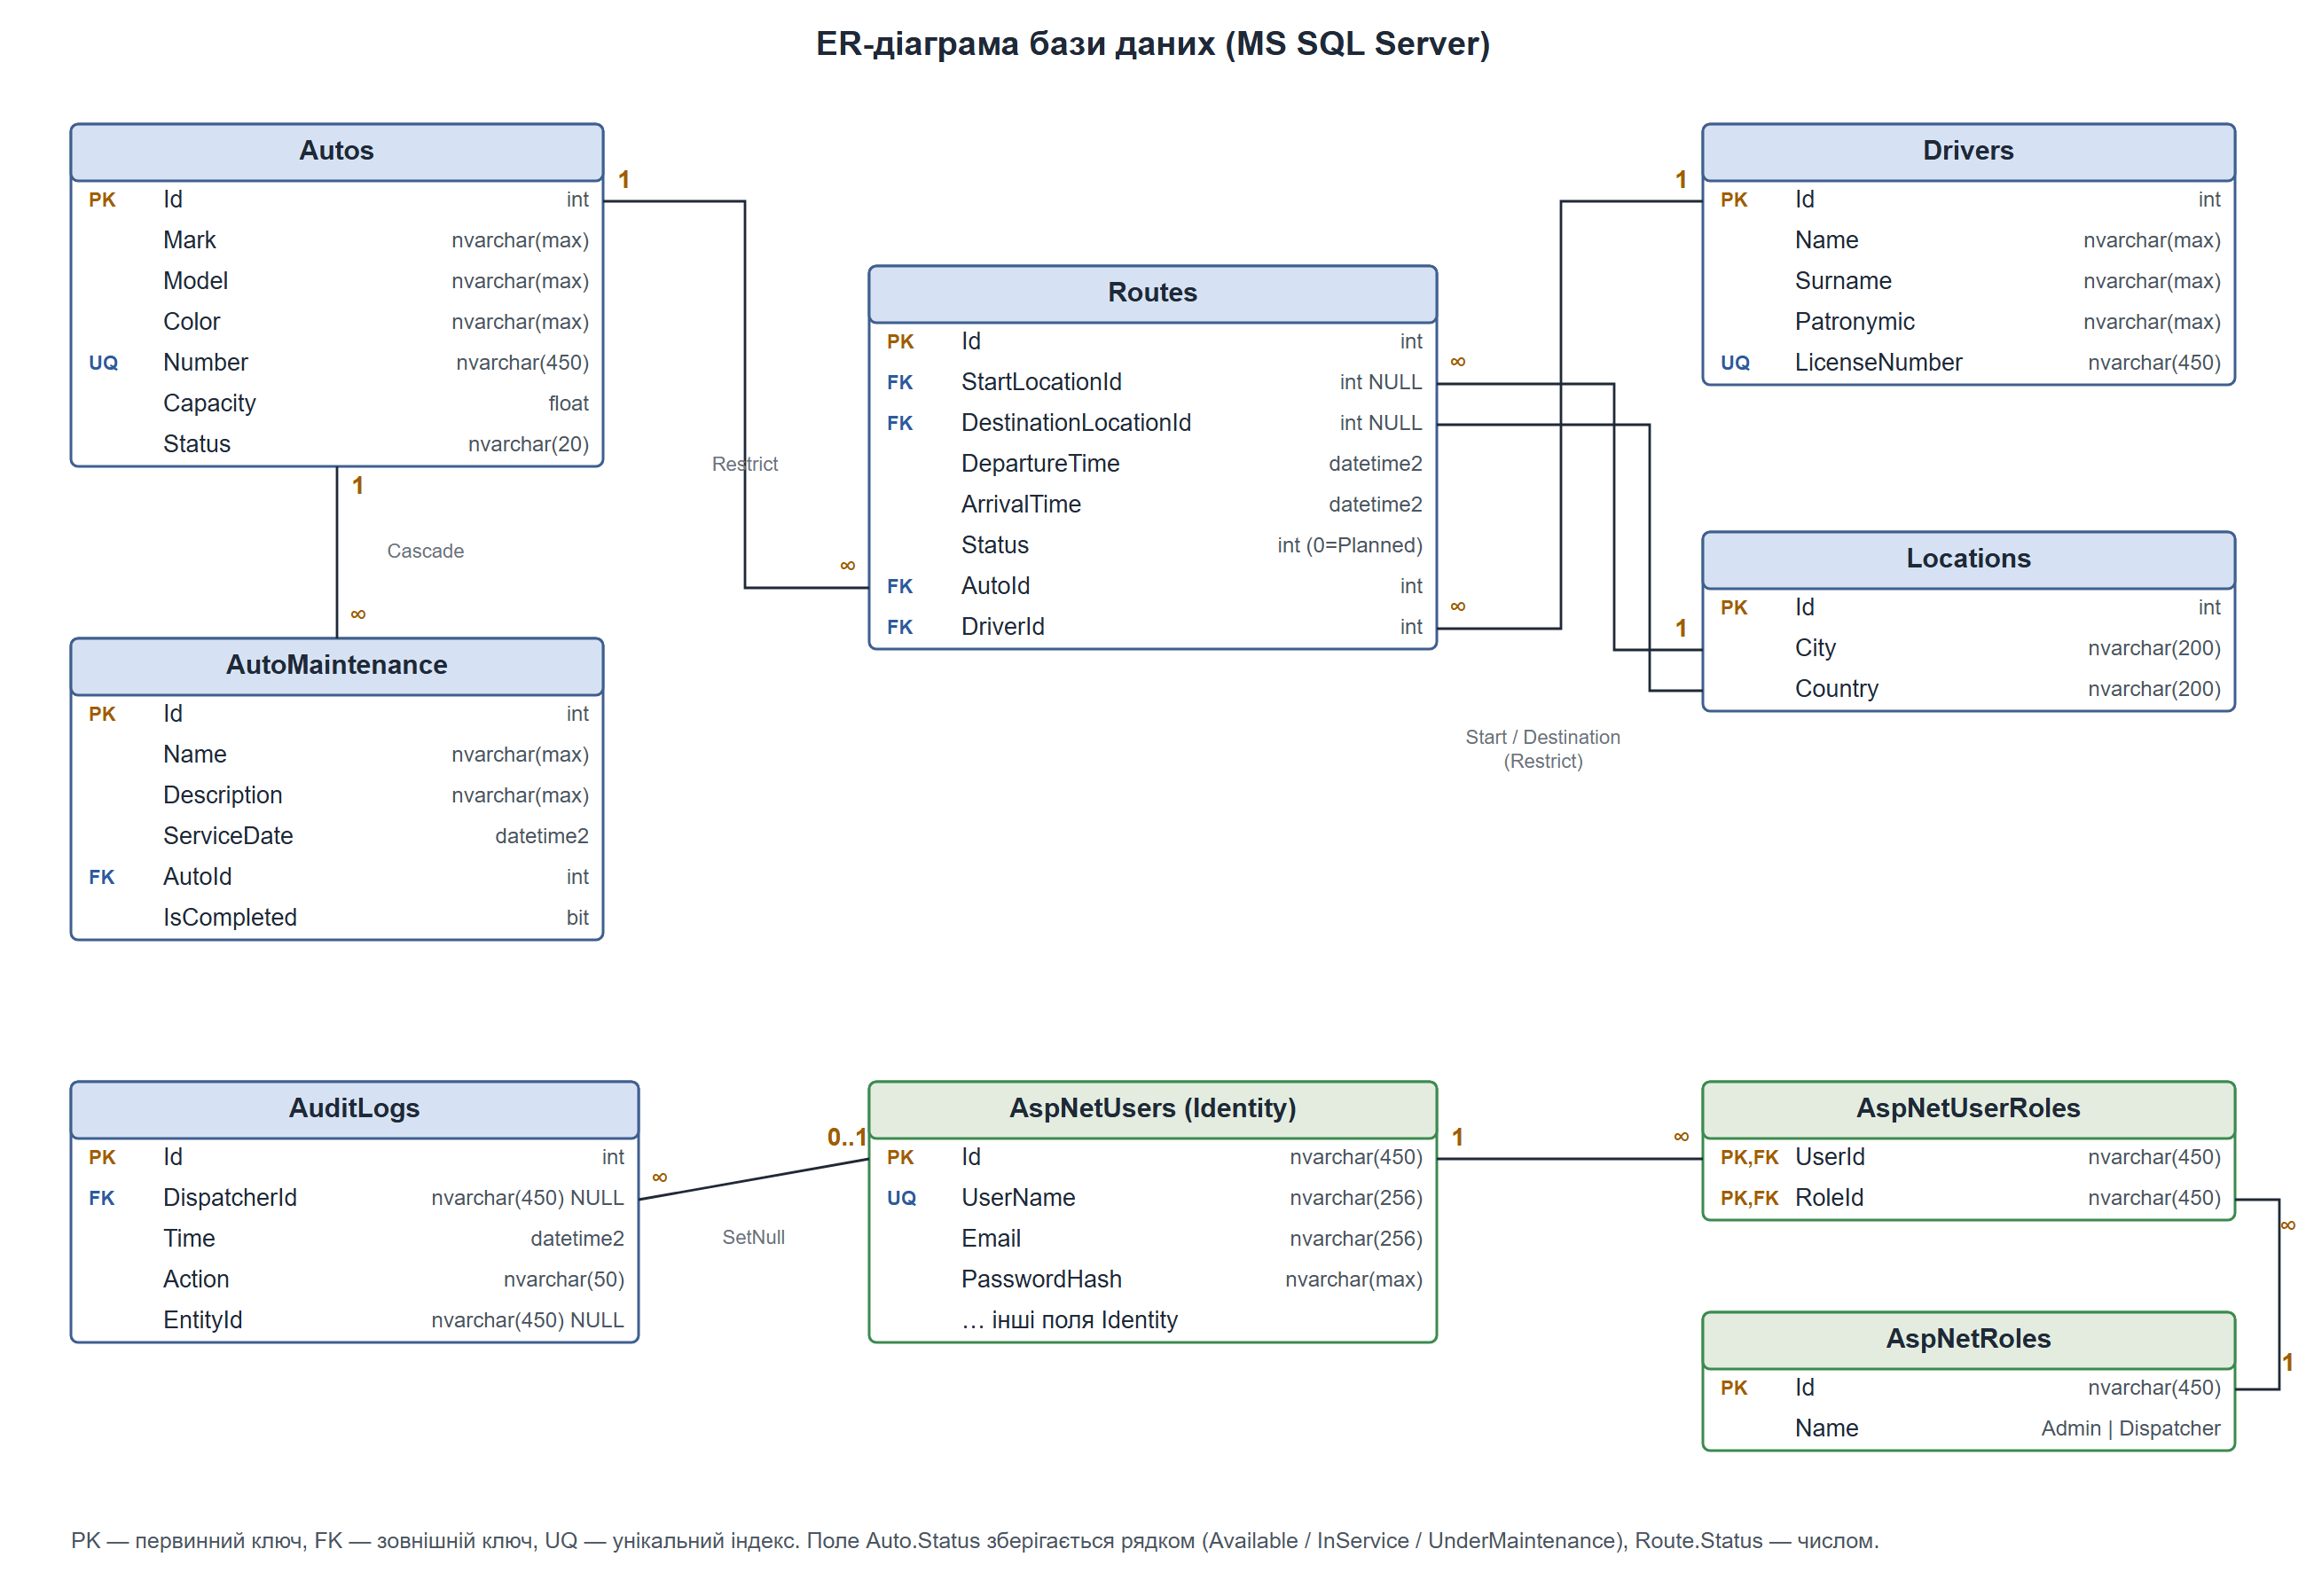 ER-діаграма бази даних (MS SQL Server)
Autos
PK Id int
Mark nvarchar(max)
Model nvarchar(max)
Color nvarchar(max)
UQ Number nvarchar(450)
Capacity float
Status nvarchar(20)
1
1
Restrict
∞
1
Cascade
∞
Routes
PK Id int
FK StartLocationId int NULL
FK DestinationLocationId int NULL
DepartureTime datetime2
ArrivalTime datetime2
Status int (0=Planned)
FK AutoId int
FK DriverId int
∞
∞
Drivers
PK Id int
Name nvarchar(max)
Surname nvarchar(max)
Patronymic nvarchar(max)
UQ LicenseNumber nvarchar(450)
Locations
PK Id int
City nvarchar(200)
Country nvarchar(200)
1
Start / Destination
(Restrict)
AutoMaintenance
PK Id int
Name nvarchar(max)
Description nvarchar(max)
ServiceDate datetime2
FK AutoId int
IsCompleted bit
AuditLogs
PK Id int
FK DispatcherId nvarchar(450) NULL
Time datetime2
Action nvarchar(50)
EntityId nvarchar(450) NULL
∞
0..1
SetNull
AspNetUsers (Identity)
PK Id nvarchar(450)
UQ UserName nvarchar(256)
Email nvarchar(256)
PasswordHash nvarchar(max)
… інші поля Identity
1
∞
AspNetUserRoles
PK,FK UserId nvarchar(450)
PK,FK RoleId nvarchar(450)
∞
1
AspNetRoles
PK Id nvarchar(450)
Name Admin | Dispatcher
PK — первинний ключ, FK — зовнішній ключ, UQ — унікальний індекс. Поле Auto.Status зберігається рядком (Available / InService / UnderMaintenance), Route.Status — числом.